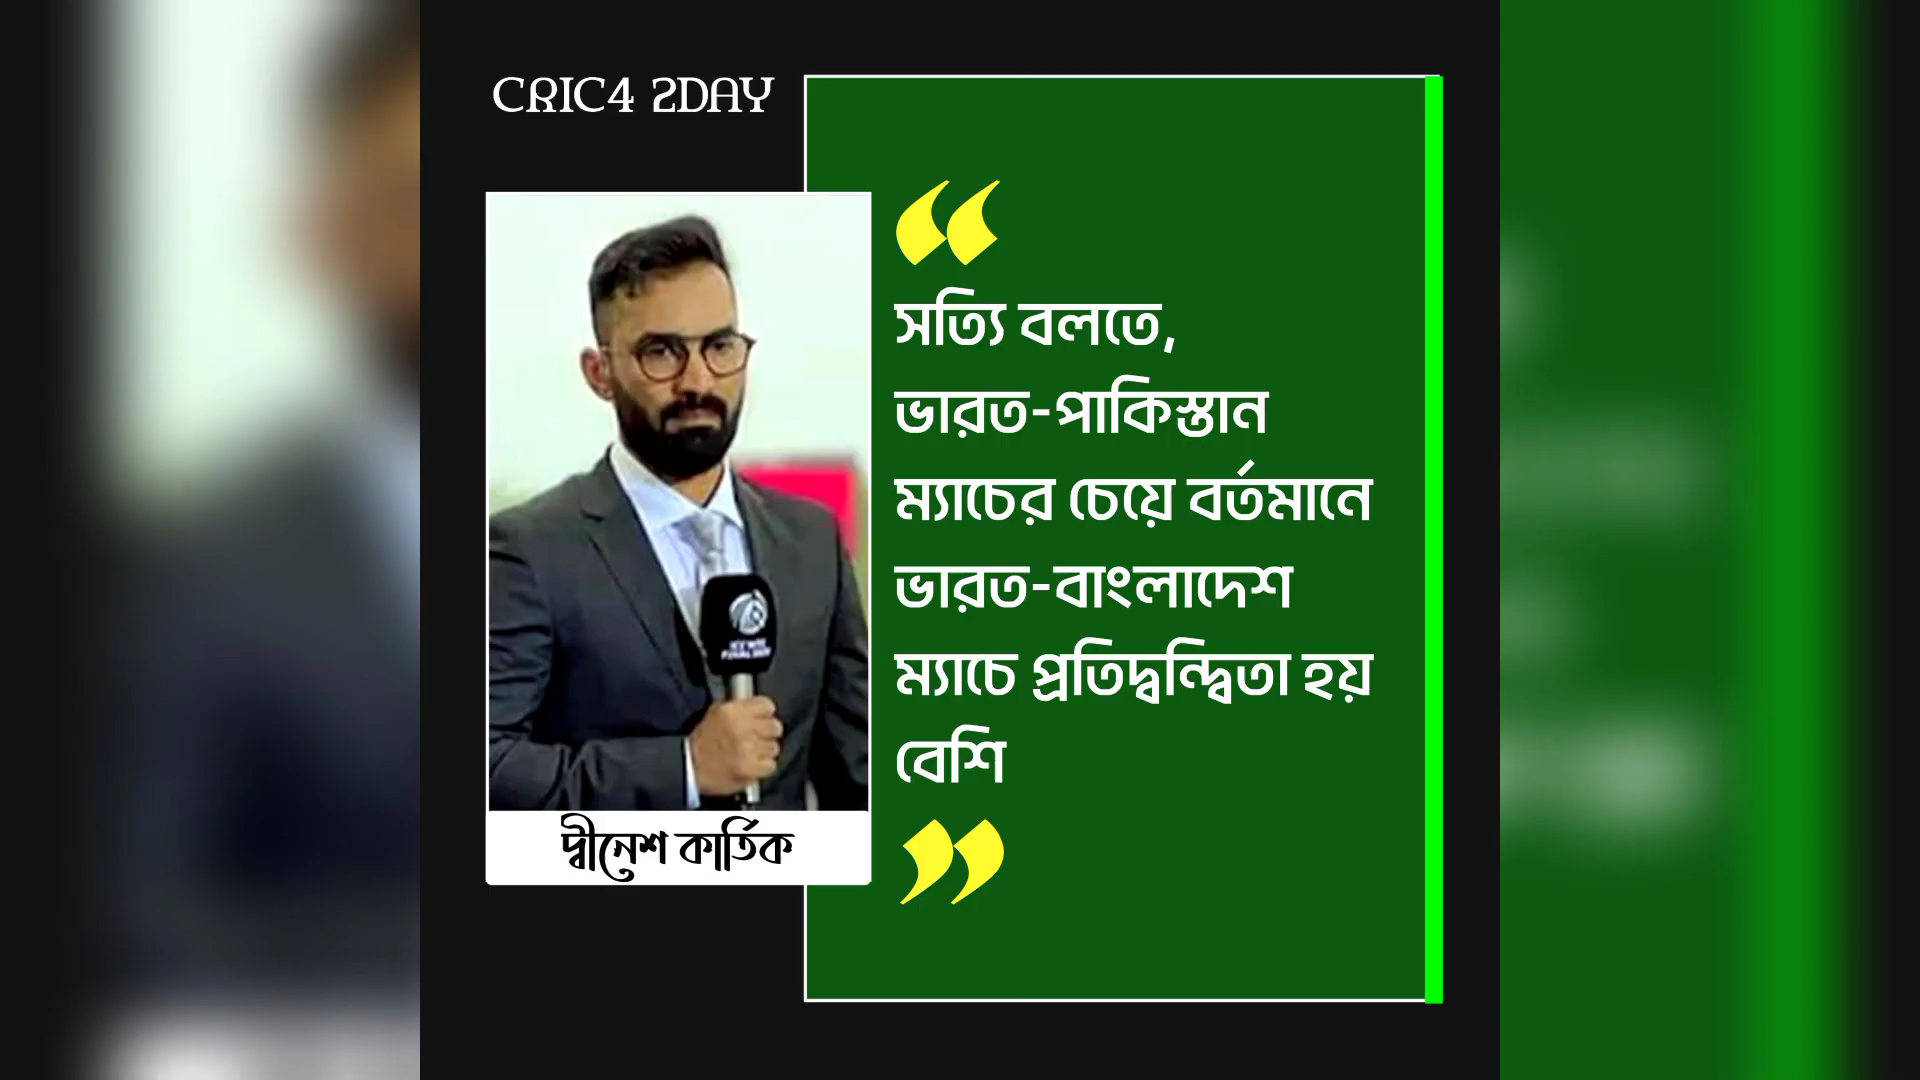 CRIC4 2DAY
“
সত্যি বলতে,
ভারত-পাকিস্তান
ম্যাচের চেয়ে বর্তমানে
ভারত-বাংলাদেশ
ম্যাচে প্রতিদ্বন্দ্বিতা হয়
বেশি
”
দ্বীনেশ কার্তিক